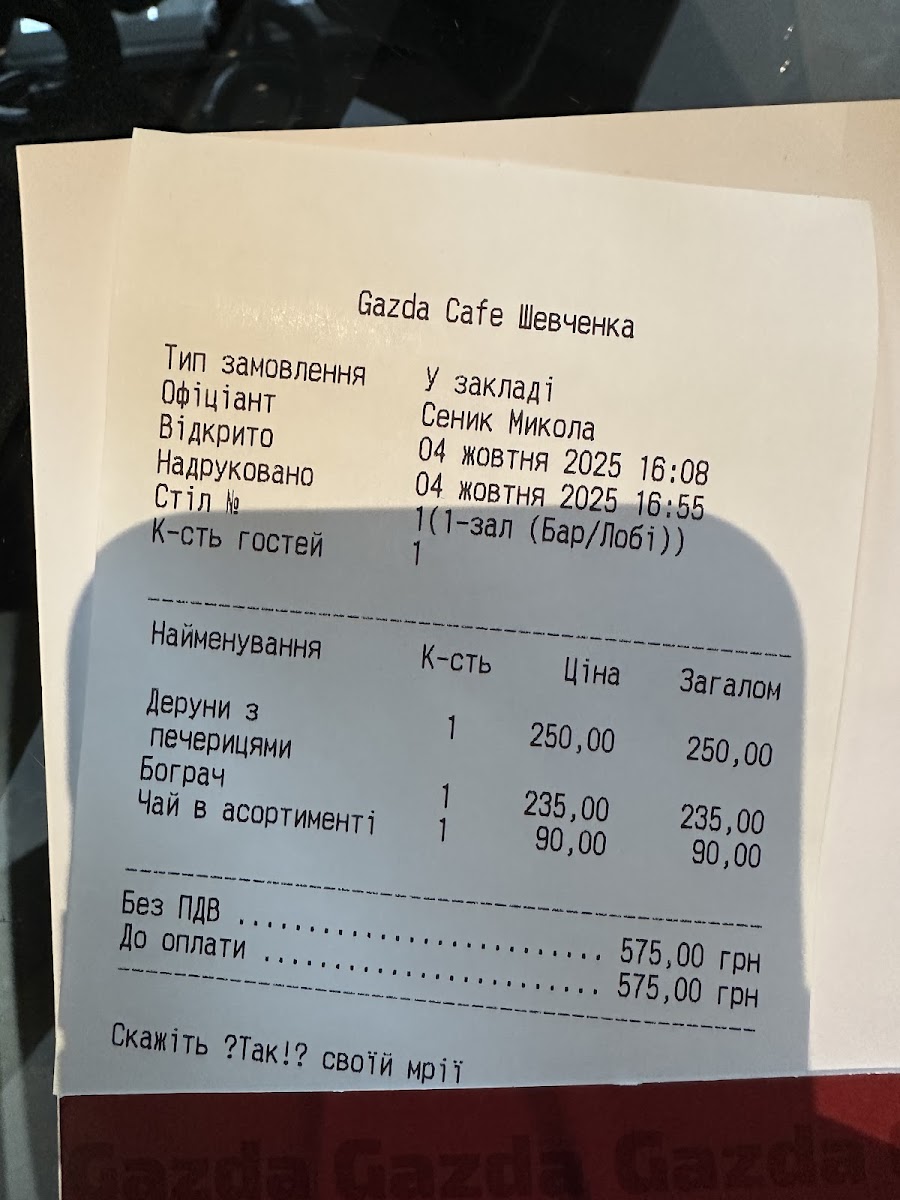 Gazda Cafe Шевченка
Тип замовлення У закладі
Офіціант Сеник Микола
Відкрито 04 жовтня 2025 16:08
Надруковано 04 жовтня 2025 16:55
Стіл № 1(1-зал (Бар/Лобі))
К-сть гостей 1
Найменування К-сть Ціна Загалом
Деруни з
печерицями 1 250,00 250,00
Бограч 1 235,00 235,00
Чай в асортименті 1 90,00 90,00
Без ПДВ .......................... 575,00 грн
До оплати ........................ 575,00 грн
Скажіть ?Так!? своїй мрії
Gazda Gazda Gazda